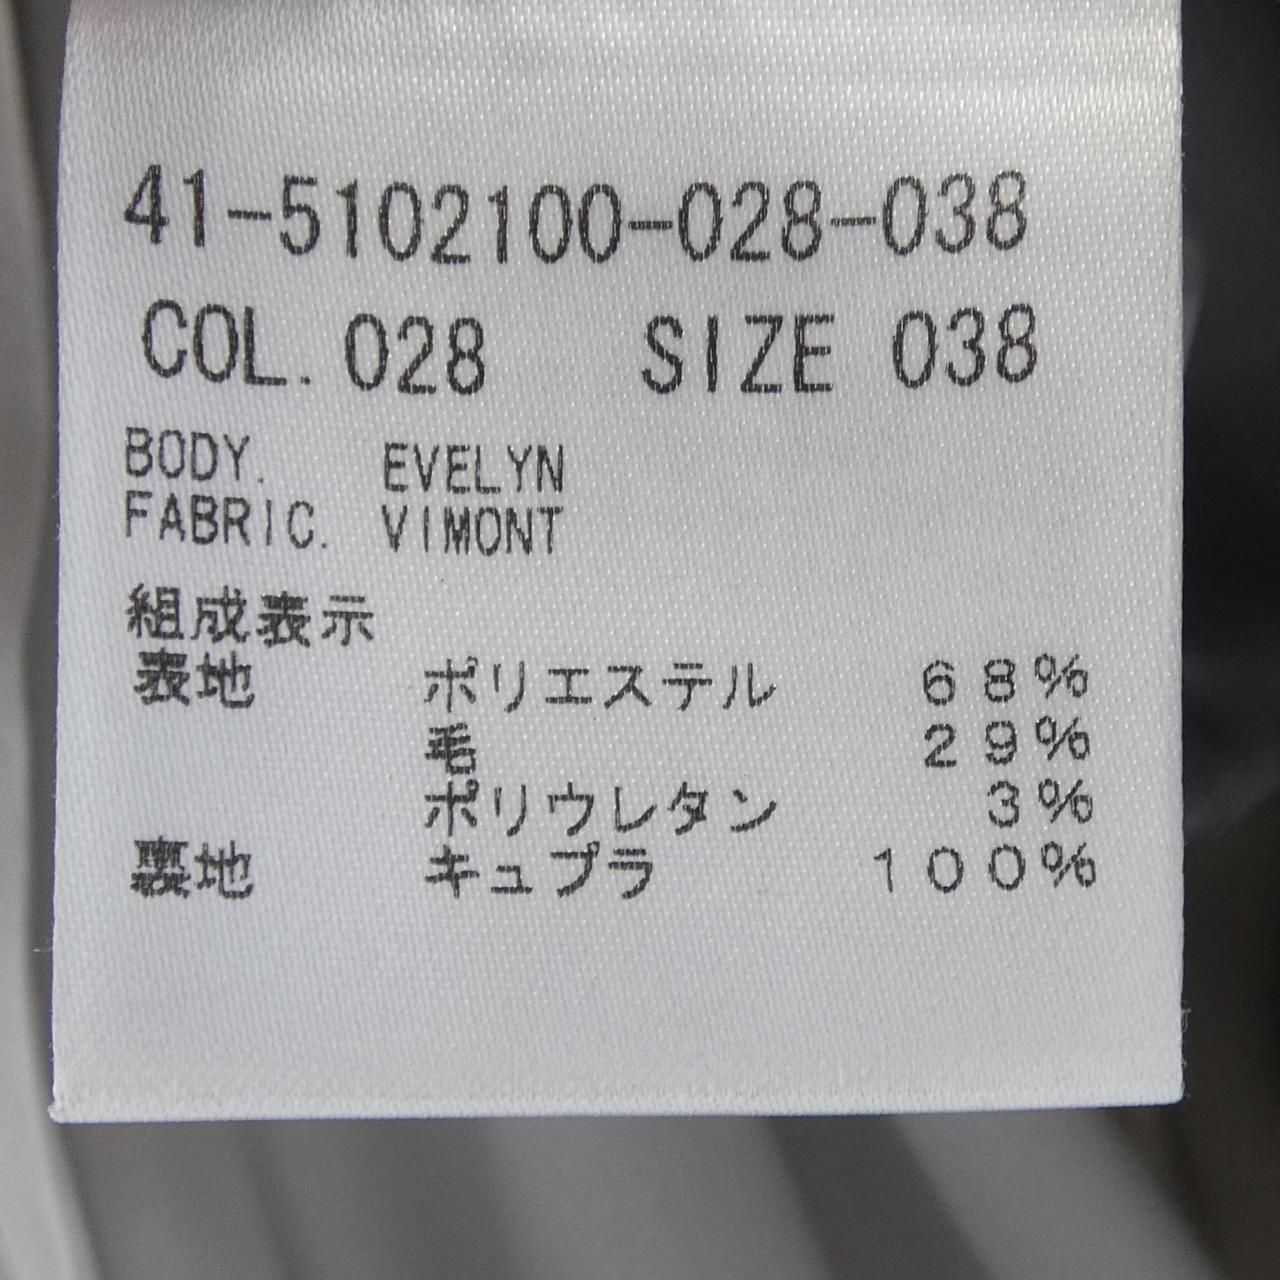 41-5102100-028-038
COL. 028 SIZE 038
BODY. EVELYN
FABRIC. VIMONT
組成表示
表地 ポリエステル 68%
毛 29%
ポリウレタン 3%
裏地 キュプラ 100%